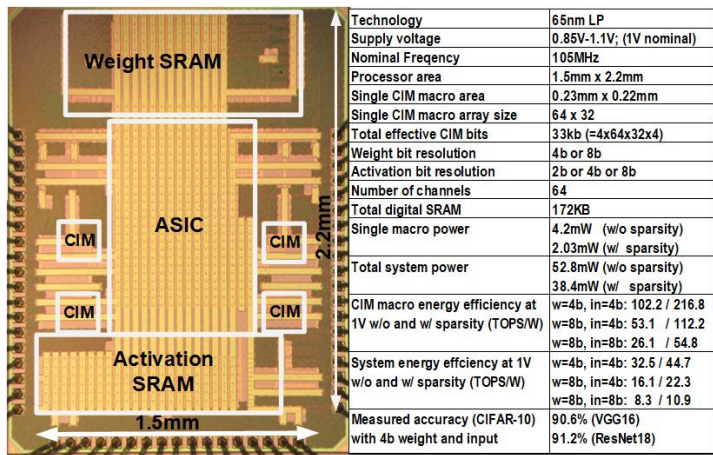 Weight SRAM
ASIC
2.2mm
CIM
CIM
CIM
CIM
Activation
SRAM
1.5mm
Technology 65nm LP
Supply voltage 0.85V-1.1V; (1V nominal)
Nominal Freqency 105MHz
Processor area 1.5mm x 2.2mm
Single CIM macro area 0.23mm x 0.22mm
Single CIM macro array size 64 x 32
Total effective CIM bits 33kb (=4x64x32x4)
Weight bit resolution 4b or 8b
Activation bit resolution 2b or 4b or 8b
Number of channels 64
Total digital SRAM 172KB
Single macro power 4.2mW (w/o sparsity)
2.03mW (w/ sparsity)
Total system power 52.8mW (w/o sparsity)
38.4mW (w/ sparsity)
CIM macro energy efficiency at w=4b, in=4b: 102.2 / 216.8
1V w/o and w/ sparsity (TOPS/W) w=8b, in=4b: 53.1 / 112.2
w=8b, in=8b: 26.1 / 54.8
System energy effciency at 1V w=4b, in=4b: 32.5 / 44.7
w/o and w/ sparsity (TOPS/W) w=8b, in=4b: 16.1 / 22.3
w=8b, in=8b: 8.3 / 10.9
Measured accuracy (CIFAR-10) 90.6% (VGG16)
with 4b weight and input 91.2% (ResNet18)